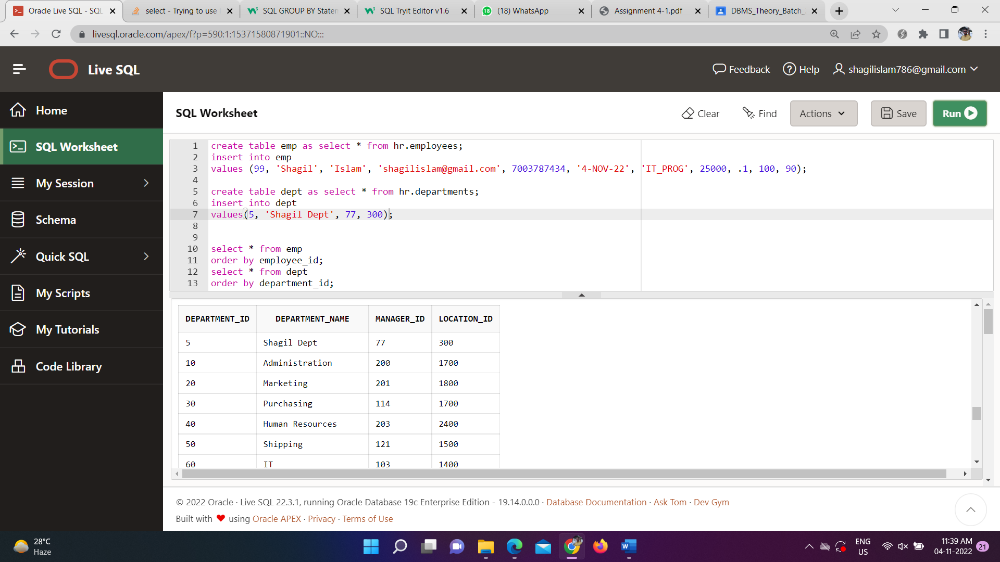 Oracle Live SQL - SQL
select - Trying to use
SQL GROUP BY Statem
SQL Tryit Editor v1.6
(18) WhatsApp
Assignment 4-1.pdf
DBMS_Theory_Batch_
livesql.oracle.com/apex/f?p=590:1:15371580871901::NO:::
Live SQL
Feedback
Help
shagilislam786@gmail.com
Home
SQL Worksheet
My Session
Schema
Quick SQL
My Scripts
My Tutorials
Code Library
SQL Worksheet
Clear
Find
Actions
Save
Run
1 create table emp as select * from hr.employees;
2 insert into emp
3 values (99, 'Shagil', 'Islam', 'shagilislam@gmail.com', 7003787434, '4-NOV-22', 'IT_PROG', 25000, .1, 100, 90);
4
5 create table dept as select * from hr.departments;
6 insert into dept
7 values(5, 'Shagil Dept', 77, 300);
8
9
10 select * from emp
11 order by employee_id;
12 select * from dept
13 order by department_id;
DEPARTMENT_ID DEPARTMENT_NAME MANAGER_ID LOCATION_ID
5 Shagil Dept 77 300
10 Administration 200 1700
20 Marketing 201 1800
30 Purchasing 114 1700
40 Human Resources 203 2400
50 Shipping 121 1500
60 IT 103 1400
© 2022 Oracle · Live SQL 22.3.1, running Oracle Database 19c Enterprise Edition - 19.14.0.0.0 · Database Documentation · Ask Tom · Dev Gym
Built with ❤ using Oracle APEX · Privacy · Terms of Use
28°C
Haze
ENG
US
11:39 AM
04-11-2022
21